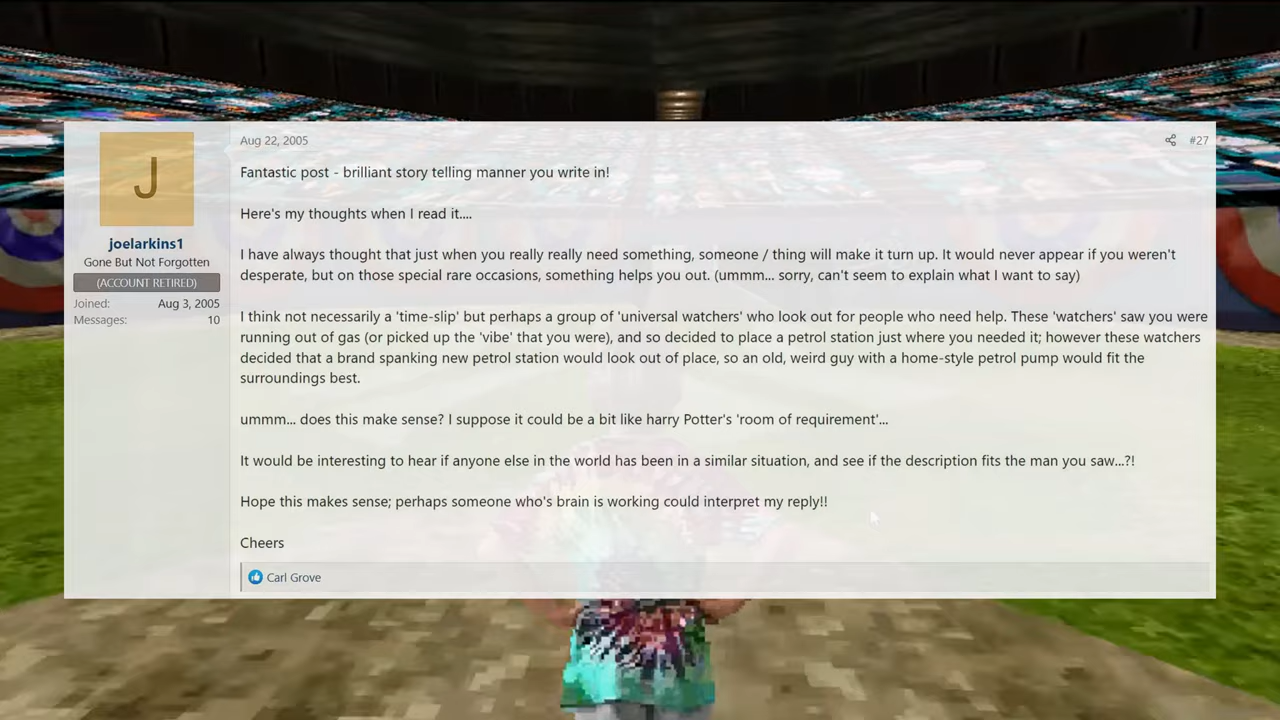 J
joelarkins1
Gone But Not Forgotten
(ACCOUNT RETIRED)
Joined: Aug 3, 2005
Messages: 10
Aug 22, 2005
#27
Fantastic post - brilliant story telling manner you write in!
Here's my thoughts when I read it....
I have always thought that just when you really really need something, someone / thing will make it turn up. It would never appear if you weren't
desperate, but on those special rare occasions, something helps you out. (ummm... sorry, can't seem to explain what I want to say)
I think not necessarily a 'time-slip' but perhaps a group of 'universal watchers' who look out for people who need help. These 'watchers' saw you were
running out of gas (or picked up the 'vibe' that you were), and so decided to place a petrol station just where you needed it; however these watchers
decided that a brand spanking new petrol station would look out of place, so an old, weird guy with a home-style petrol pump would fit the
surroundings best.
ummm... does this make sense? I suppose it could be a bit like harry Potter's 'room of requirement'...
It would be interesting to hear if anyone else in the world has been in a similar situation, and see if the description fits the man you saw...?!
Hope this makes sense; perhaps someone who's brain is working could interpret my reply!!
Cheers
Carl Grove